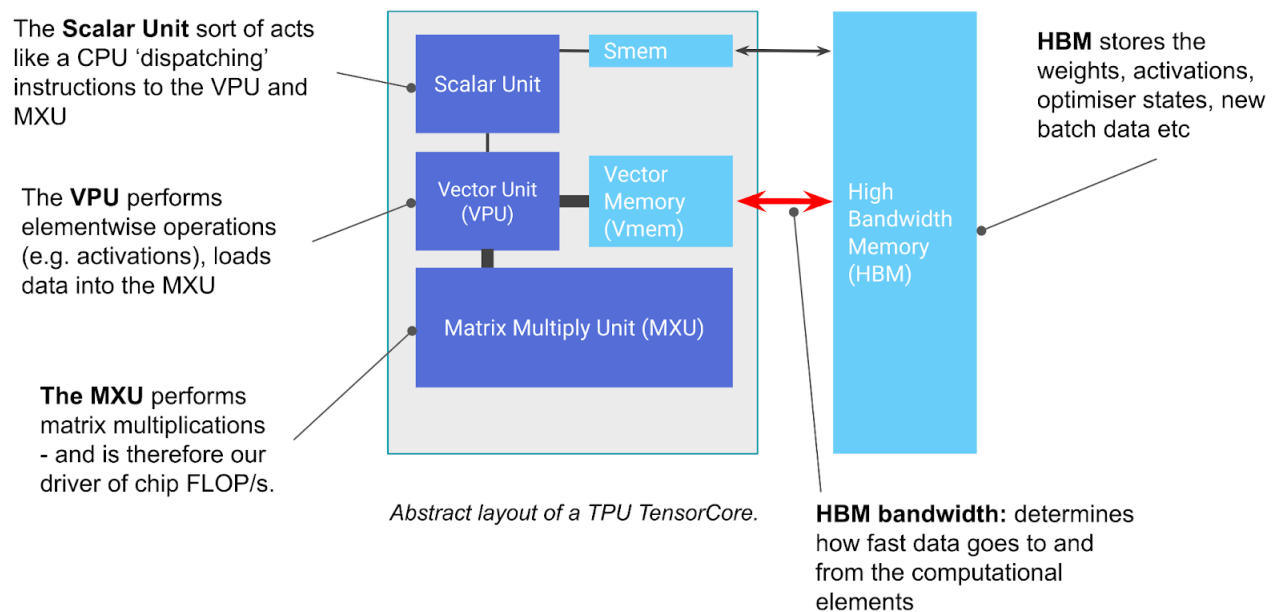 The Scalar Unit sort of acts
like a CPU ‘dispatching’
instructions to the VPU and
MXU
The VPU performs
elementwise operations
(e.g. activations), loads
data into the MXU
The MXU performs
matrix multiplications
- and is therefore our
driver of chip FLOP/s.
Scalar Unit
Smem
Vector Unit
(VPU)
Vector
Memory
(Vmem)
Matrix Multiply Unit (MXU)
Abstract layout of a TPU TensorCore.
High
Bandwidth
Memory
(HBM)
HBM stores the
weights, activations,
optimiser states, new
batch data etc
HBM bandwidth: determines
how fast data goes to and
from the computational
elements